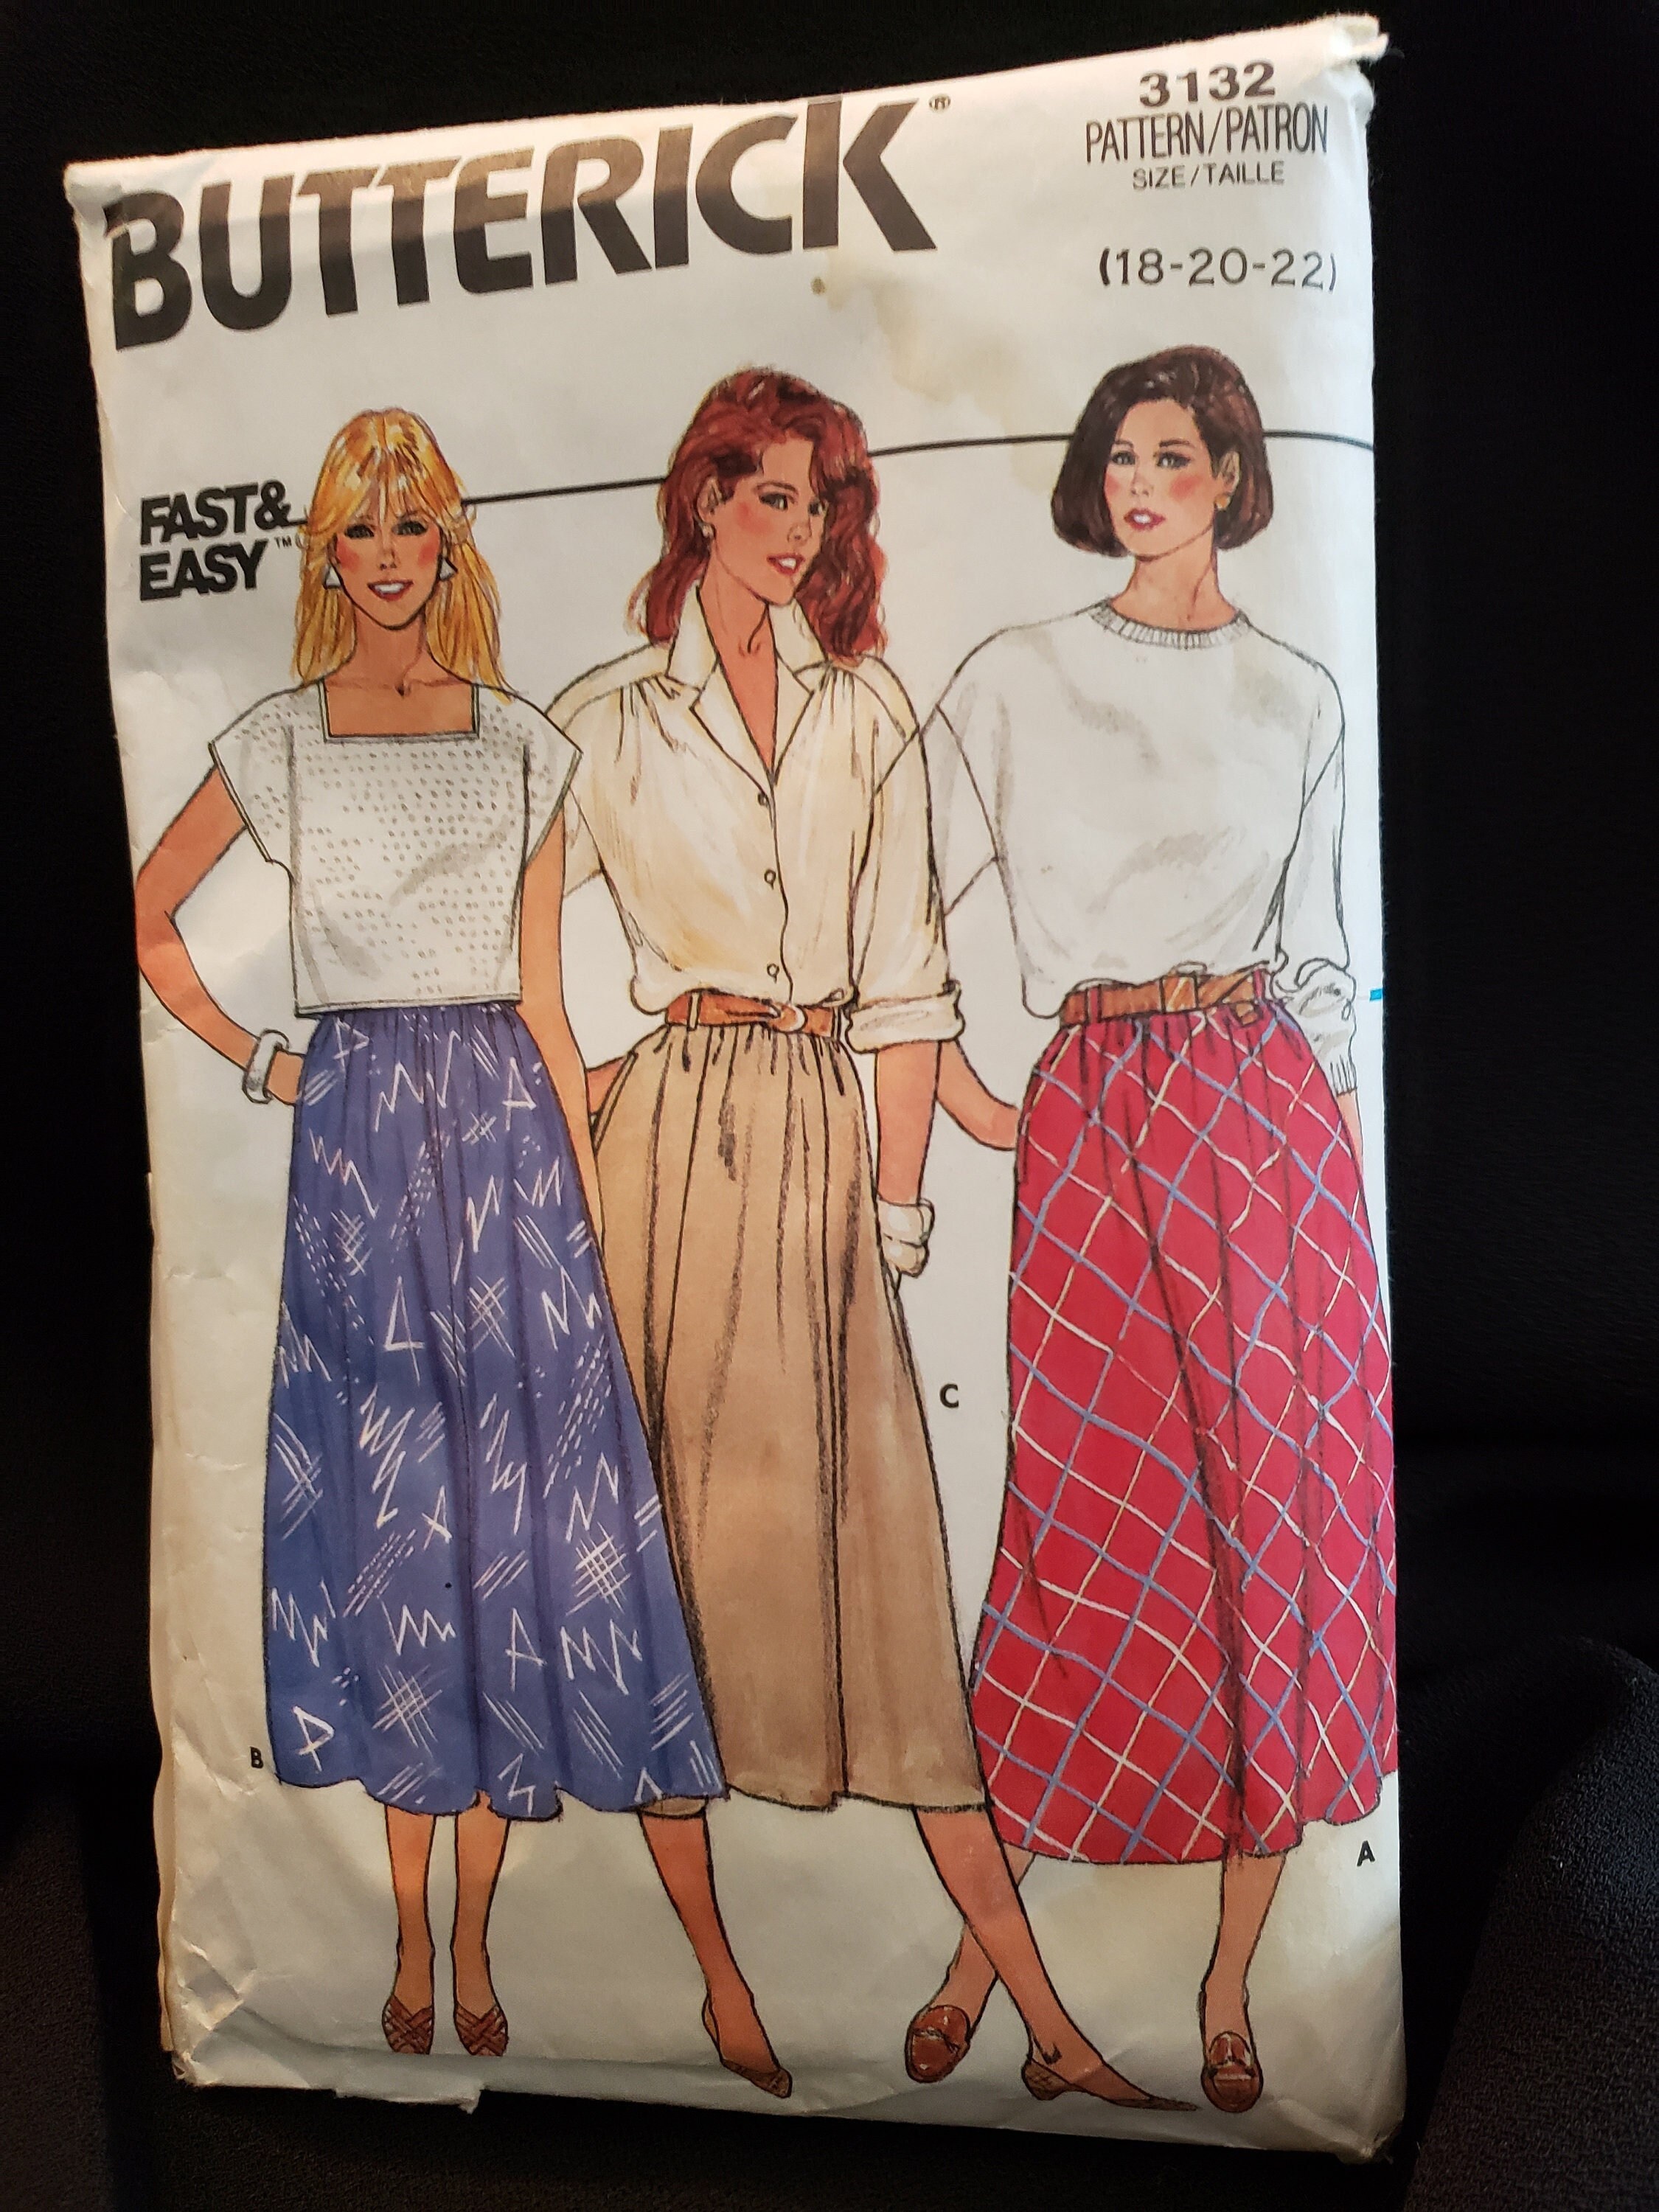 BUTTERICK®
3132
PATTERN/PATRON
SIZE/TAILLE
(18-20-22)
FAST&
EASY™
C
B
A